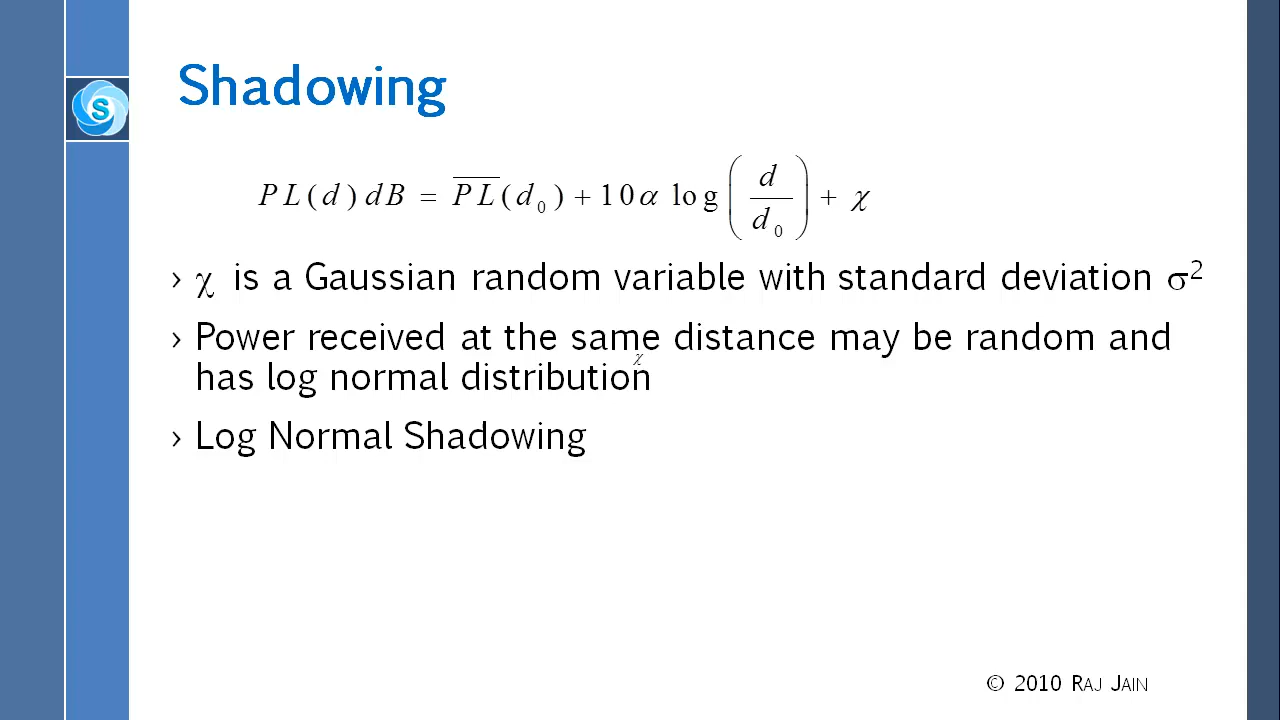 S
Shadowing
PL(d)dB = \overline{PL}(d₀) + 10α log(d/d₀) + χ
› χ is a Gaussian random variable with standard deviation σ²
› Power received at the same distance may be random and
χ
has log normal distribution
› Log Normal Shadowing
© 2010 RAJ JAIN